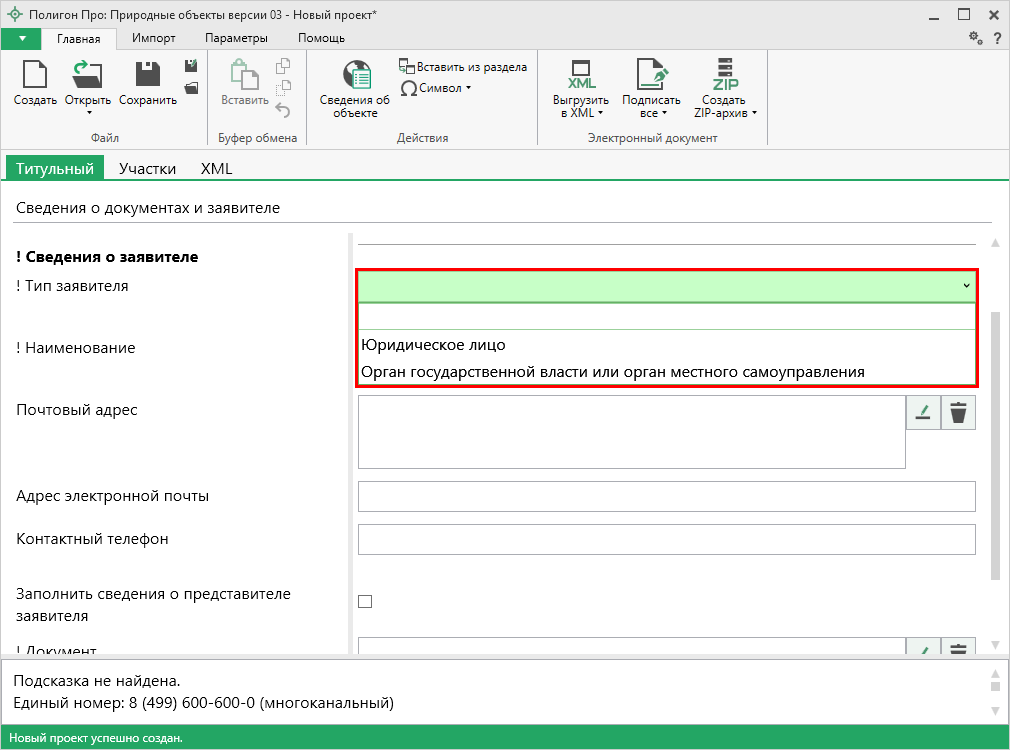 Полигон Про: Природные объекты версии 03 - Новый проект*
Главная Импорт Параметры Помощь
?
Создать Открыть Сохранить
Файл
Вставить
Буфер обмена
Сведения об
объекте
Вставить из раздела
Символ
Действия
XML
Выгрузить
в XML
Подписать
все
ZIP
Создать
ZIP-архив
Электронный документ
Титульный Участки XML
Сведения о документах и заявителе
! Сведения о заявителе
! Тип заявителя
Юридическое лицо
Орган государственной власти или орган местного самоуправления
! Наименование
Почтовый адрес
Адрес электронной почты
Контактный телефон
Заполнить сведения о представителе
заявителя
! Документ
Подсказка не найдена.
Единый номер: 8 (499) 600-600-0 (многоканальный)
Новый проект успешно создан.